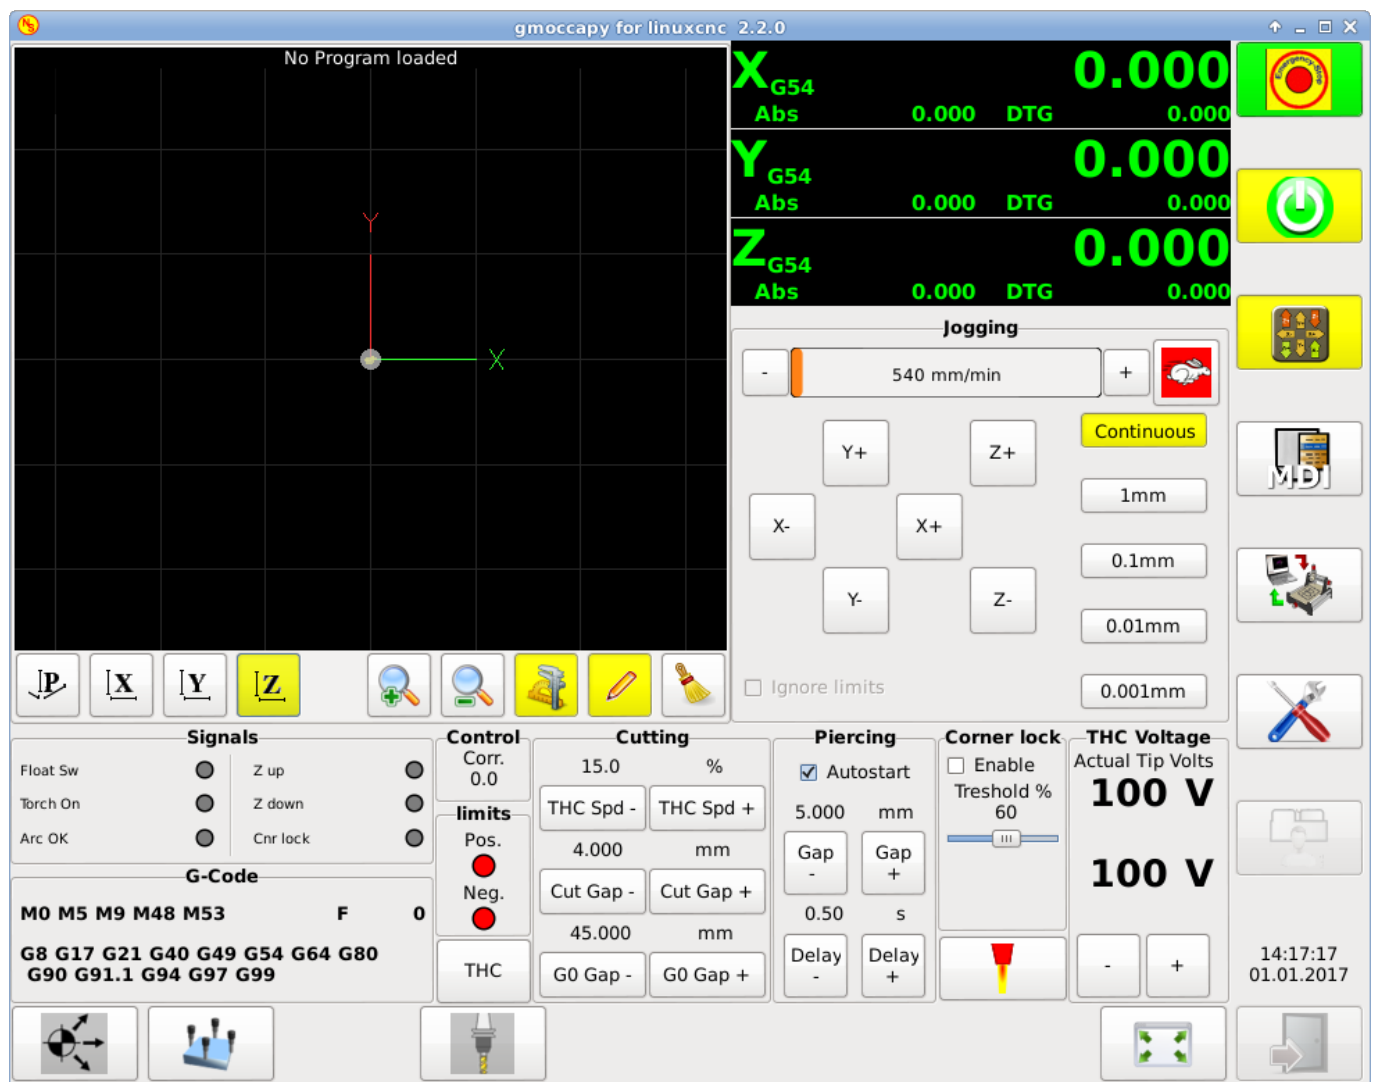 gmoccapy for linuxcnc 2.2.0
No Program loaded
X G54 0.000
Abs 0.000 DTG 0.000
Y G54 0.000
Abs 0.000 DTG 0.000
Z G54 0.000
Abs 0.000 DTG 0.000
Emergency-Stop
Jogging
- 540 mm/min +
Continuous
Y+ Z+
1mm
X- X+
0.1mm
Y- Z-
0.01mm
Ignore limits
0.001mm
MDI
Y
X
P X Y Z
Signals
Float Sw Z up
Torch On Z down
Arc OK Cnr lock
G-Code
M0 M5 M9 M48 M53 F 0
G8 G17 G21 G40 G49 G54 G64 G80
G90 G91.1 G94 G97 G99
Control
Corr.
0.0
limits
Pos.
Neg.
THC
Cutting
15.0 %
THC Spd - THC Spd +
4.000 mm
Cut Gap - Cut Gap +
45.000 mm
G0 Gap - G0 Gap +
Piercing
Autostart
5.000 mm
Gap - Gap +
0.50 s
Delay - Delay +
Corner lock
Enable
Treshold %
60
THC Voltage
Actual Tip Volts
100 V
100 V
- +
14:17:17
01.01.2017